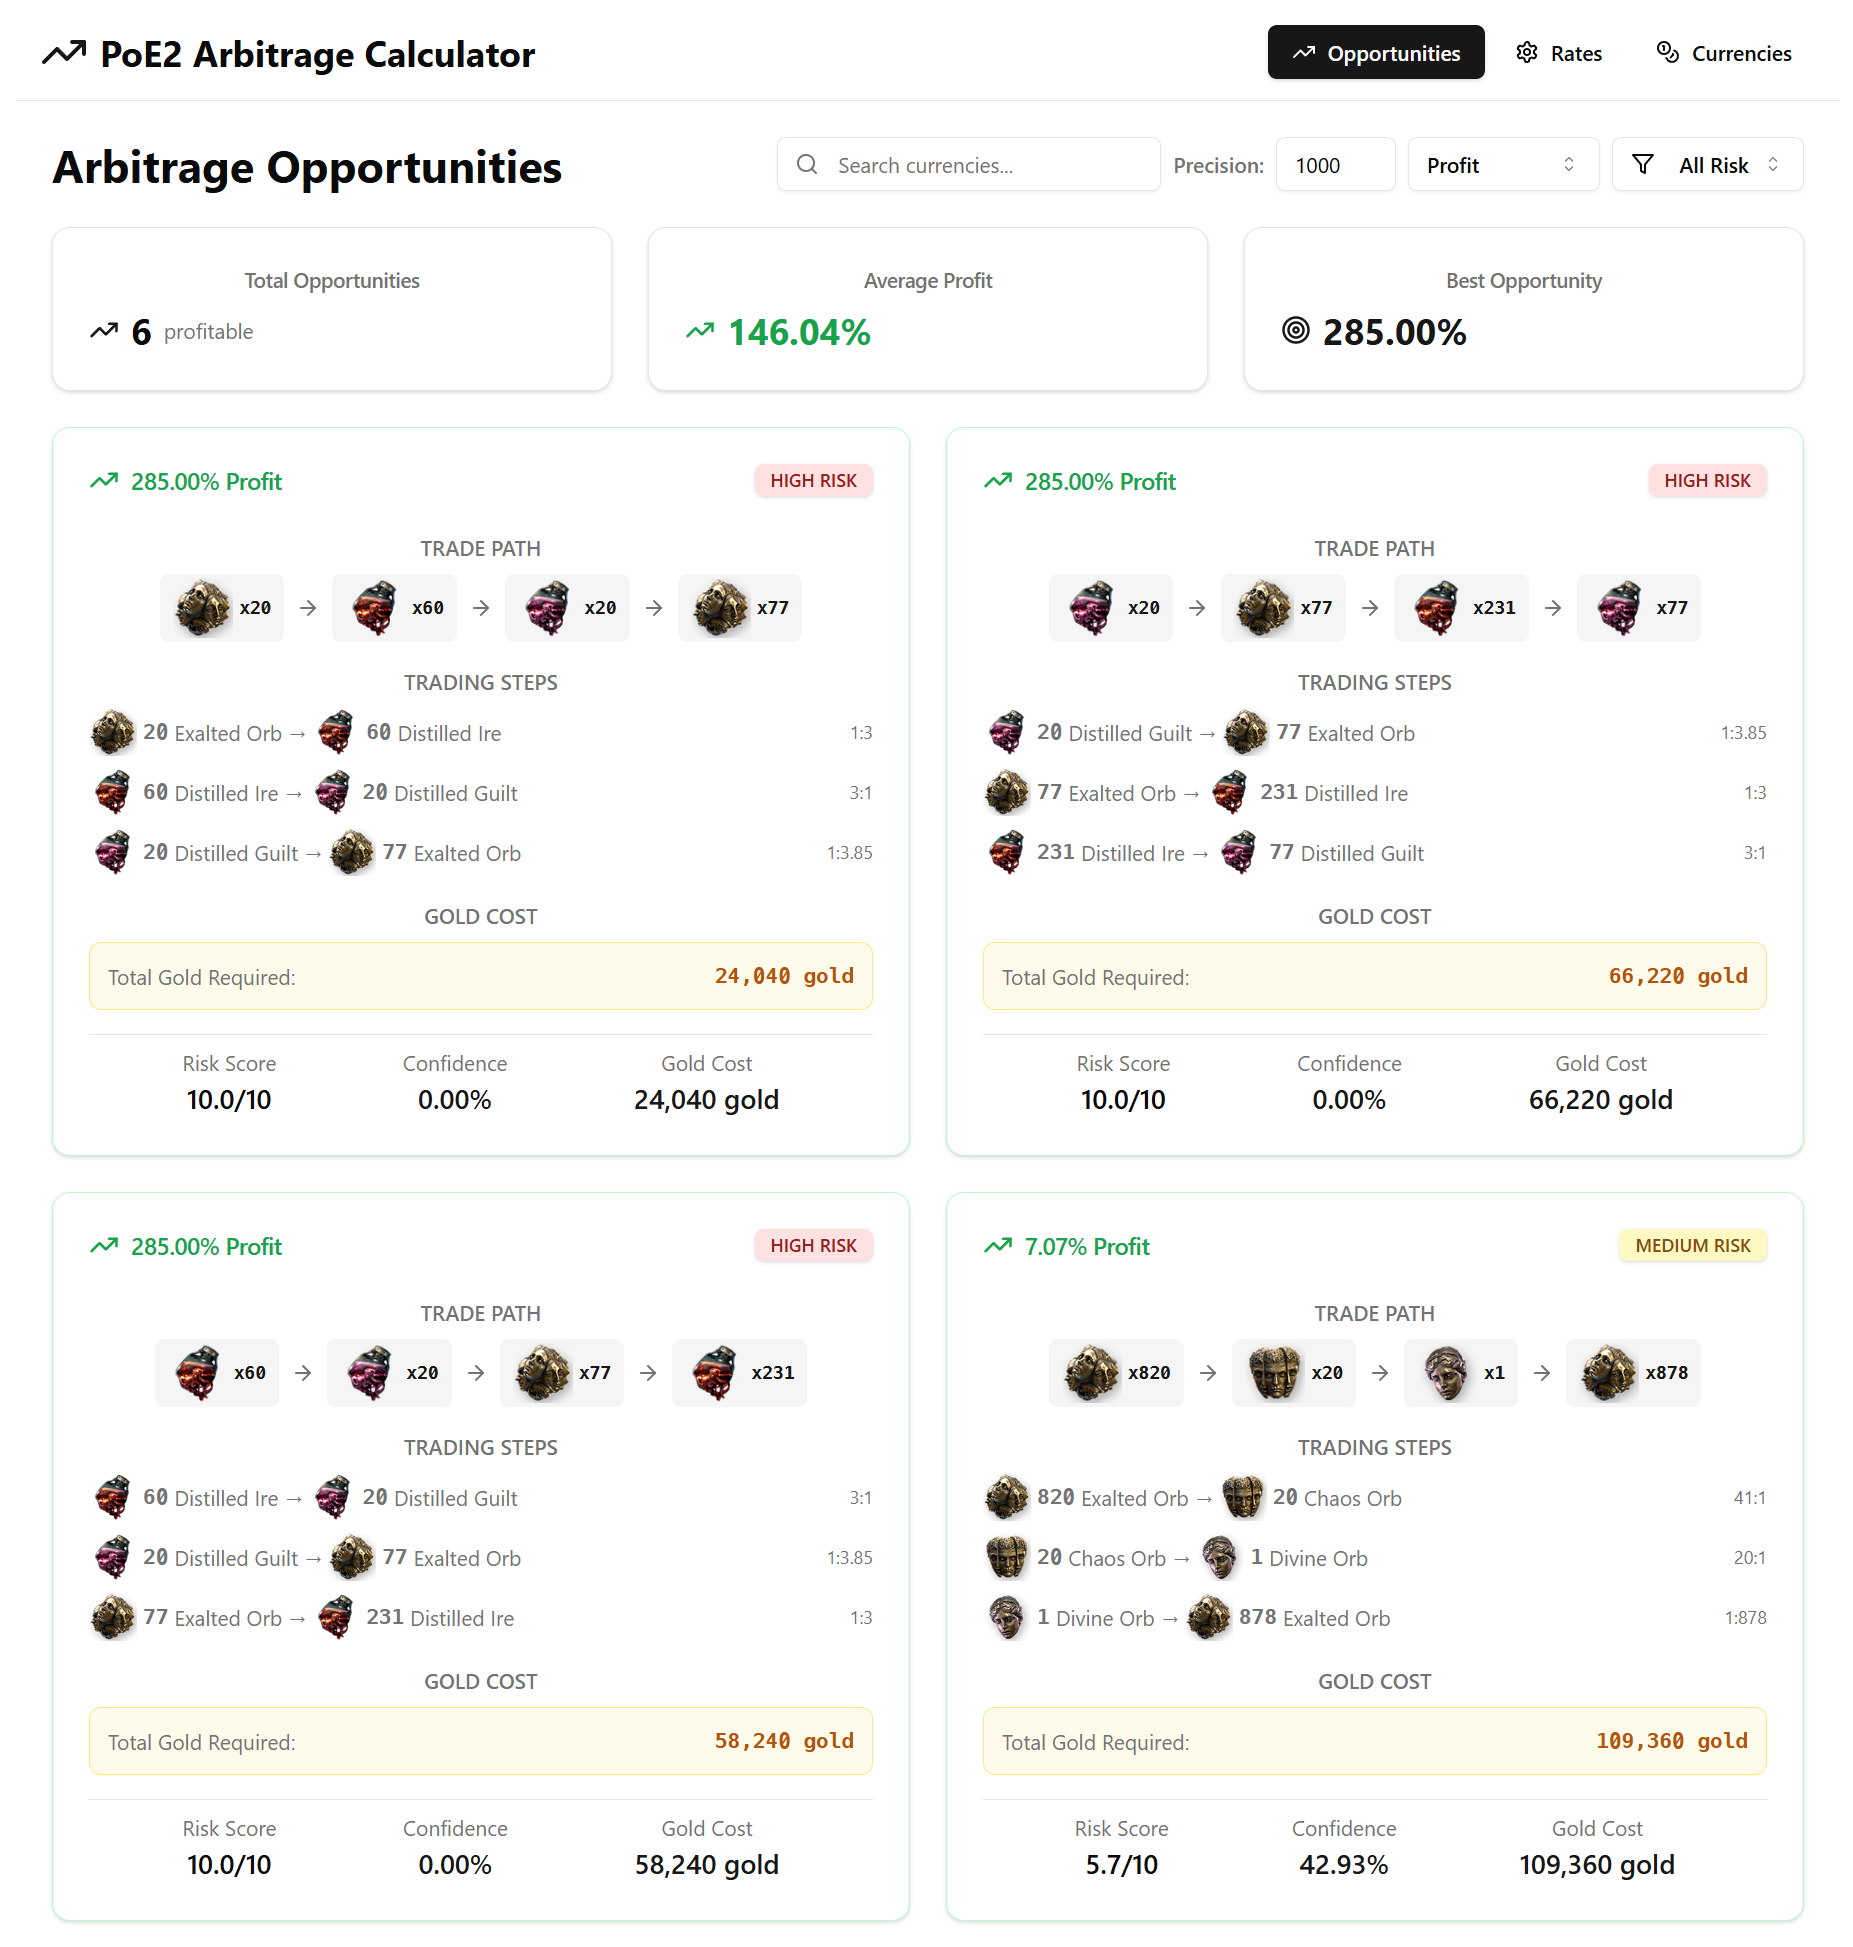 PoE2 Arbitrage Calculator
Opportunities
Rates
Currencies
Arbitrage Opportunities
Search currencies...
Precision:
1000
Profit
All Risk
Total Opportunities
6 profitable
Average Profit
146.04%
Best Opportunity
285.00%
285.00% Profit
HIGH RISK
TRADE PATH
x20 → x60 → x20 → x77
TRADING STEPS
20 Exalted Orb → 60 Distilled Ire 1:3
60 Distilled Ire → 20 Distilled Guilt 3:1
20 Distilled Guilt → 77 Exalted Orb 1:3.85
GOLD COST
Total Gold Required: 24,040 gold
Risk Score Confidence Gold Cost
10.0/10 0.00% 24,040 gold
285.00% Profit
HIGH RISK
TRADE PATH
x20 → x77 → x231 → x77
TRADING STEPS
20 Distilled Guilt → 77 Exalted Orb 1:3.85
77 Exalted Orb → 231 Distilled Ire 1:3
231 Distilled Ire → 77 Distilled Guilt 3:1
GOLD COST
Total Gold Required: 66,220 gold
Risk Score Confidence Gold Cost
10.0/10 0.00% 66,220 gold
285.00% Profit
HIGH RISK
TRADE PATH
x60 → x20 → x77 → x231
TRADING STEPS
60 Distilled Ire → 20 Distilled Guilt 3:1
20 Distilled Guilt → 77 Exalted Orb 1:3.85
77 Exalted Orb → 231 Distilled Ire 1:3
GOLD COST
Total Gold Required: 58,240 gold
Risk Score Confidence Gold Cost
10.0/10 0.00% 58,240 gold
7.07% Profit
MEDIUM RISK
TRADE PATH
x820 → x20 → x1 → x878
TRADING STEPS
820 Exalted Orb → 20 Chaos Orb 41:1
20 Chaos Orb → 1 Divine Orb 20:1
1 Divine Orb → 878 Exalted Orb 1:878
GOLD COST
Total Gold Required: 109,360 gold
Risk Score Confidence Gold Cost
5.7/10 42.93% 109,360 gold